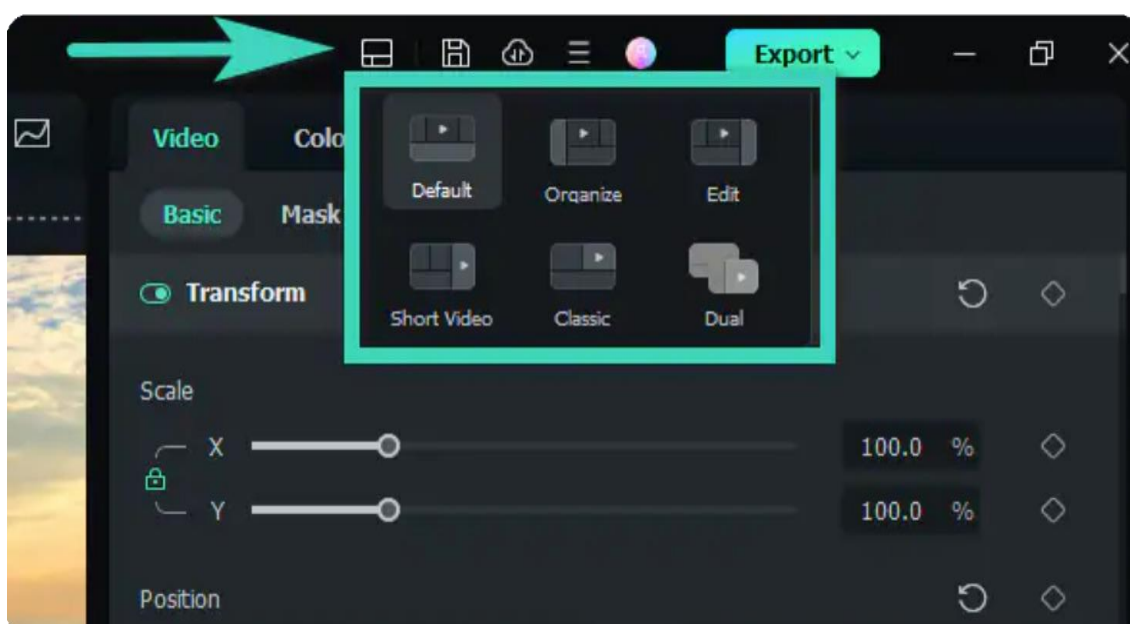 Export
Video Colo
Default Organize Edit
Basic Mask
Transform
Short Video Classic Dual
Scale
X 100.0 %
Y 100.0 %
Position